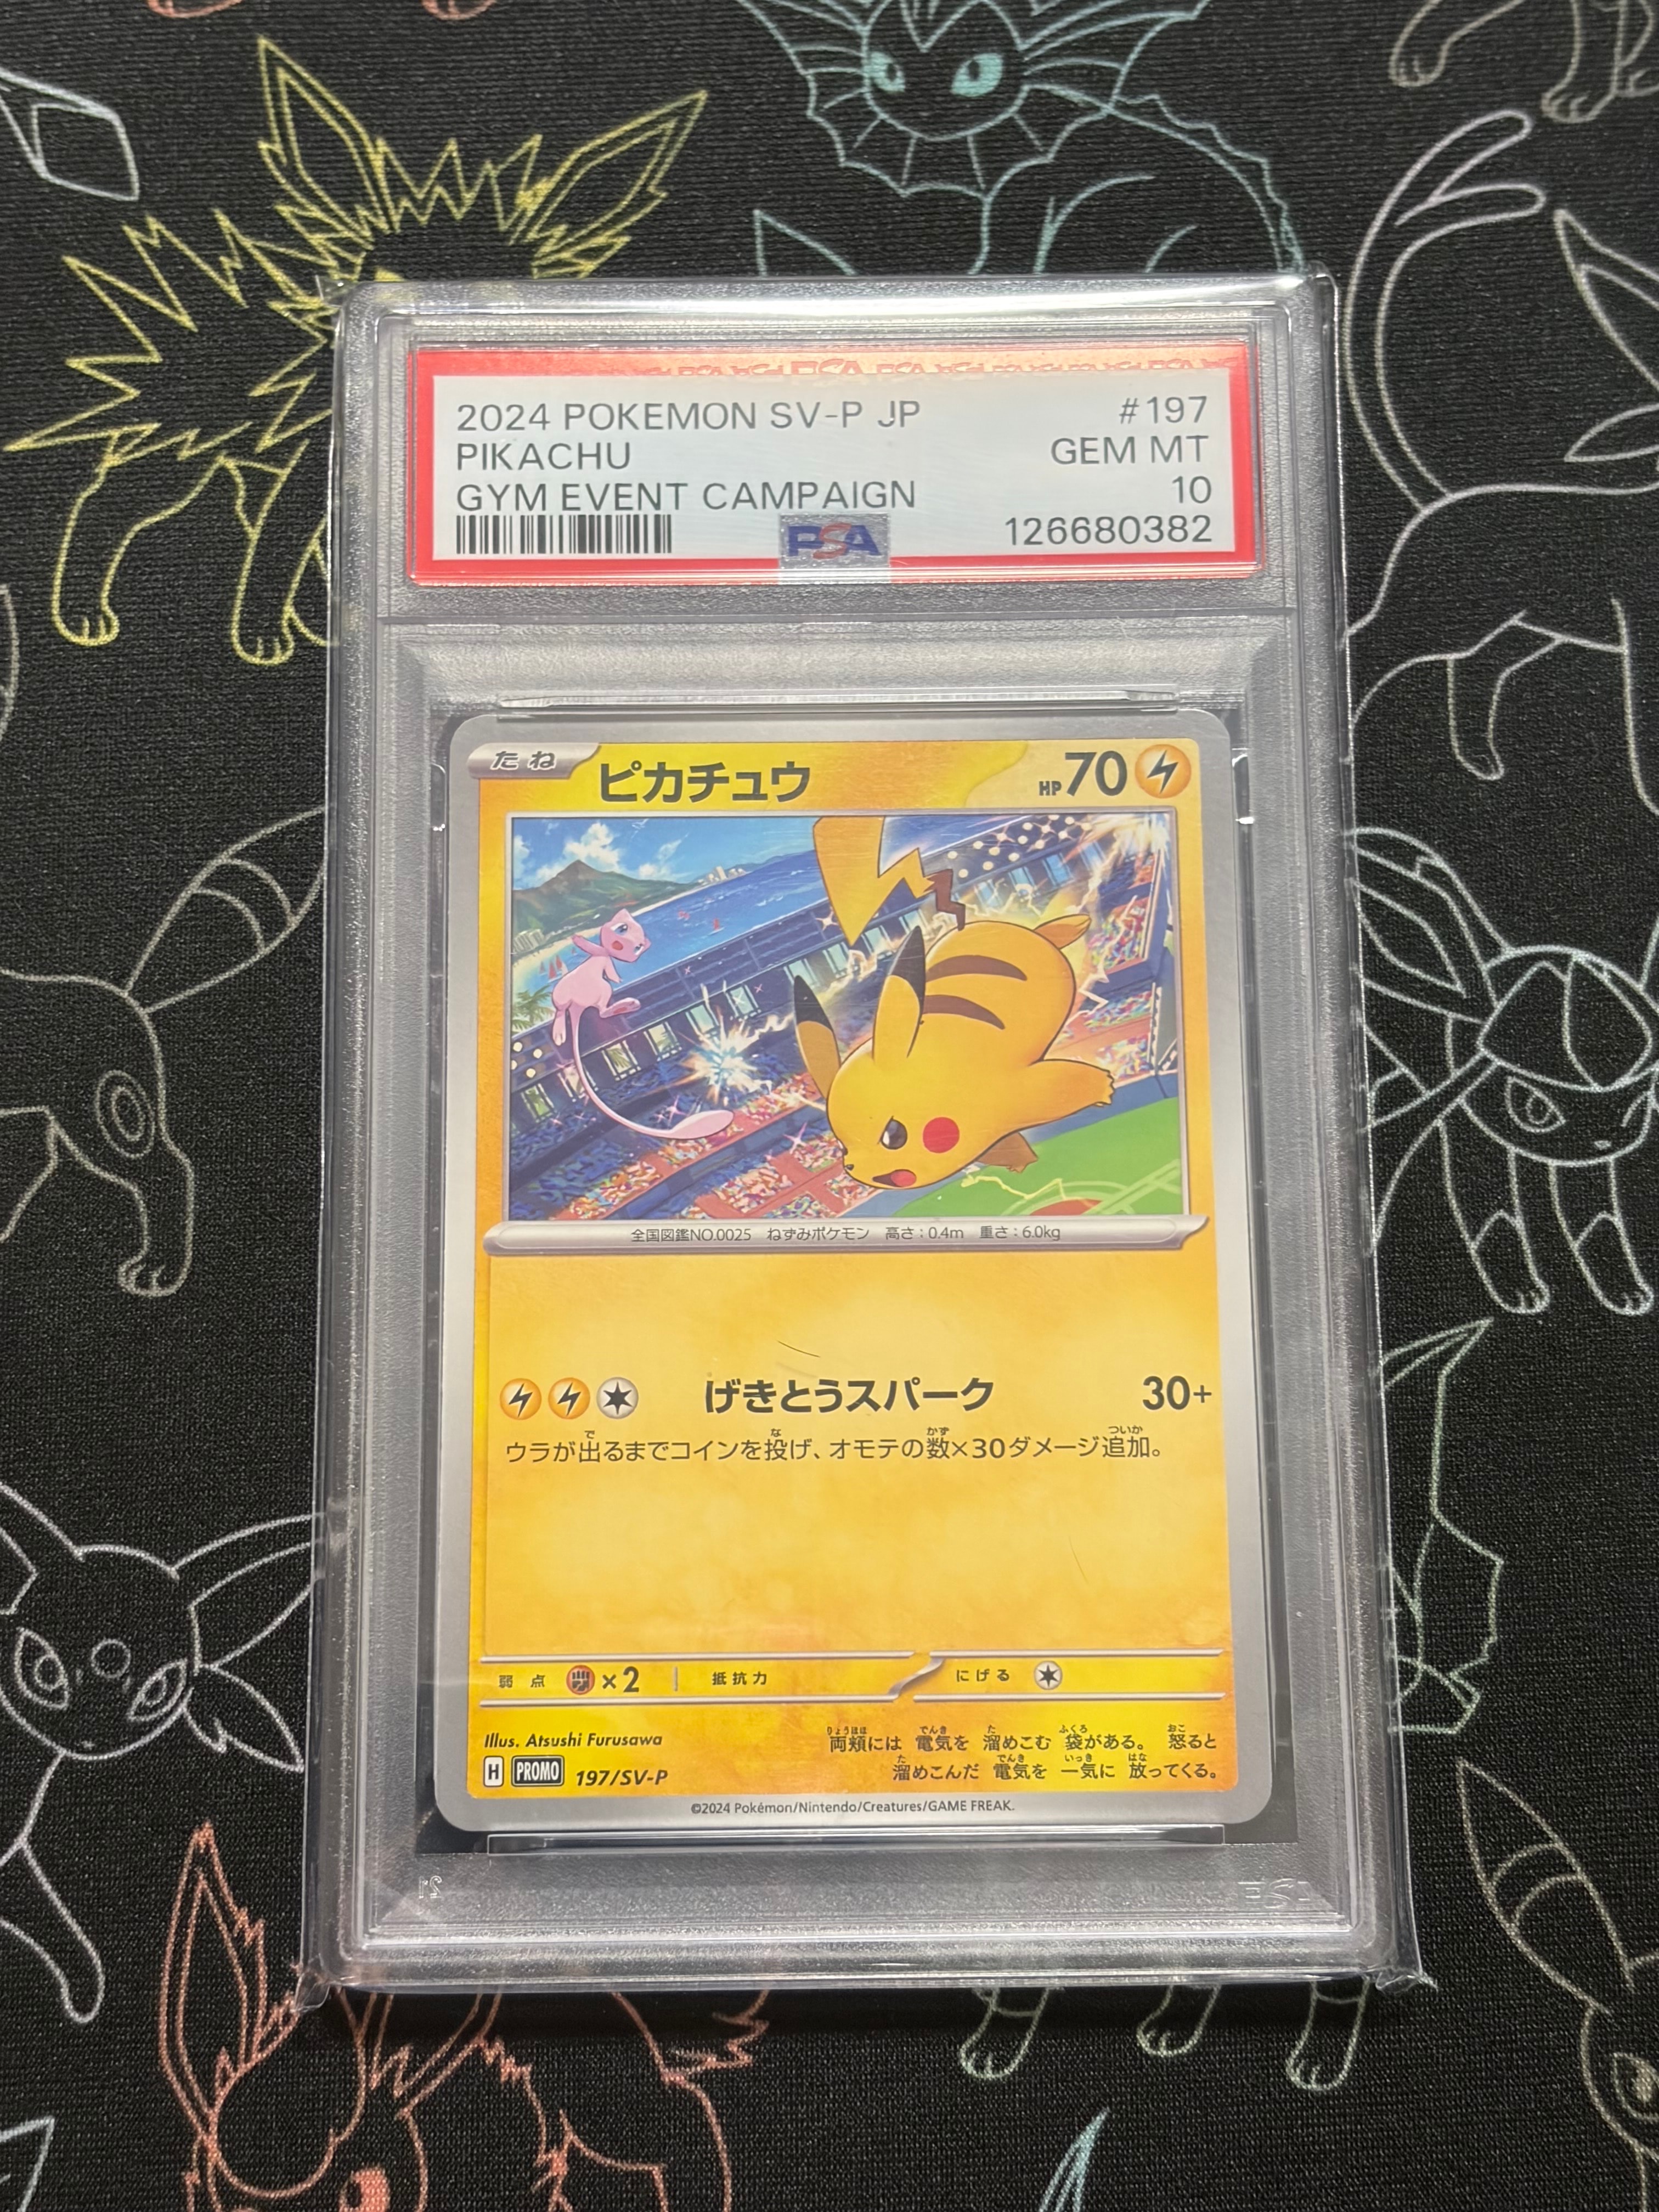 2024 POKEMON SV-P JP #197
PIKACHU GEM MT
GYM EVENT CAMPAIGN 10
PSA 126680382
たね ピカチュウ HP70
全国図鑑NO.0025 ねずみポケモン 高さ:0.4m 重さ:6.0kg
げきとうスパーク 30+
ウラが出るまでコインを投げ、オモテの数×30ダメージ追加。
弱点 ×2 抵抗力 にげる
Illus. Atsushi Furusawa
H PROMO 197/SV-P
両頬には 電気を 溜めこむ 袋がある。 怒ると
溜めこんだ 電気を 一気に 放ってくる。
©2024 Pokémon/Nintendo/Creatures/GAME FREAK.